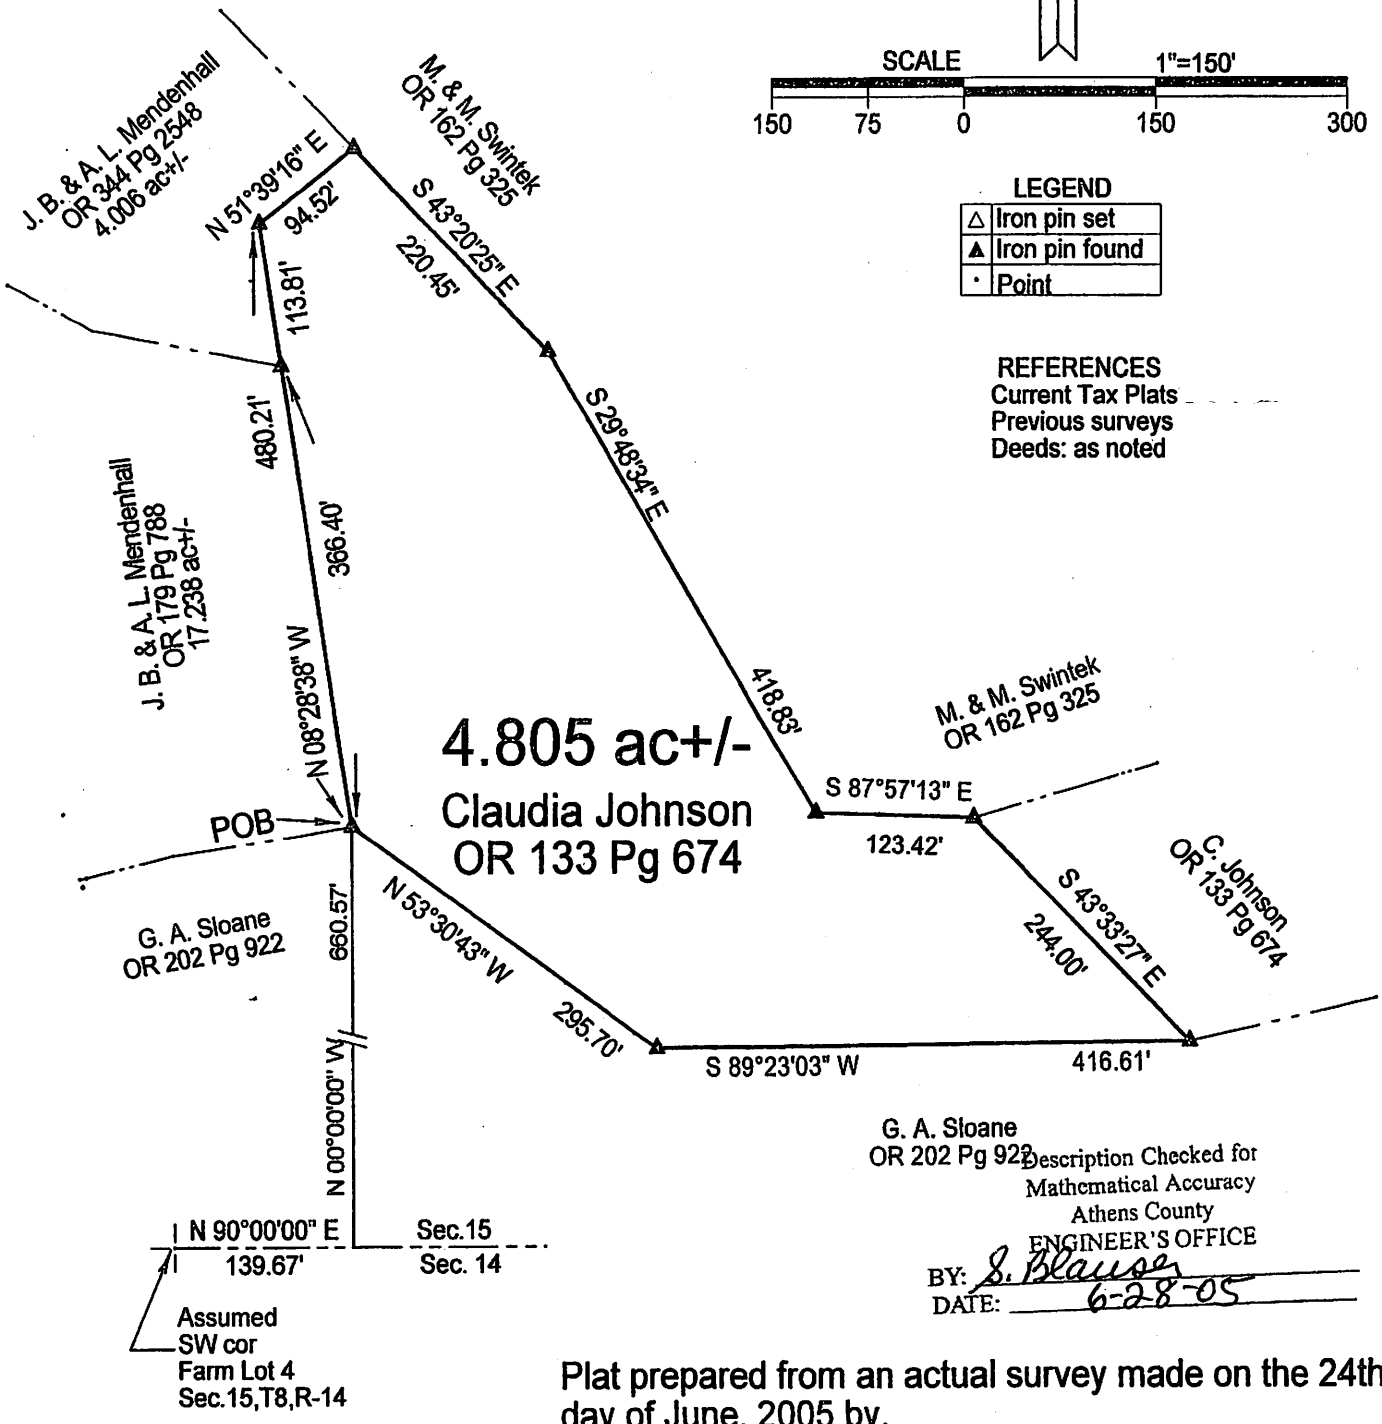 SCALE 1"=150'
150 75 0 150 300
LEGEND
Iron pin set
Iron pin found
Point
REFERENCES
Current Tax Plats
Previous surveys
Deeds: as noted
J. B. & A. L. Mendenhall
OR 344 Pg 2548
4.006 ac+/-
M. & M. Swintek
OR 162 Pg 325
N 51°39'16" E
94.52'
S 43°20'25" E
220.45'
113.81'
480.21'
366.40'
N 08°28'38" W
J. B. & A. L. Mendenhall
OR 179 Pg 788
17.238 ac+/-
S 29°48'34" E
418.83'
M. & M. Swintek
OR 162 Pg 325
4.805 ac+/-
Claudia Johnson
OR 133 Pg 674
S 87°57'13" E
123.42'
POB
C. Johnson
OR 133 Pg 674
S 43°33'27" E
244.00'
G. A. Sloane
OR 202 Pg 922
660.57'
N 00°00'00" W
N 53°30'43" W
295.70'
S 89°23'03" W
416.61'
G. A. Sloane
OR 202 Pg 922
Description Checked for
Mathematical Accuracy
Athens County
ENGINEER'S OFFICE
BY: S. Blauser
DATE: 6-28-05
N 90°00'00" E
139.67'
Sec.15
Sec. 14
Assumed
SW cor
Farm Lot 4
Sec.15,T8,R-14
Plat prepared from an actual survey made on the 24th
day of June, 2005 by.